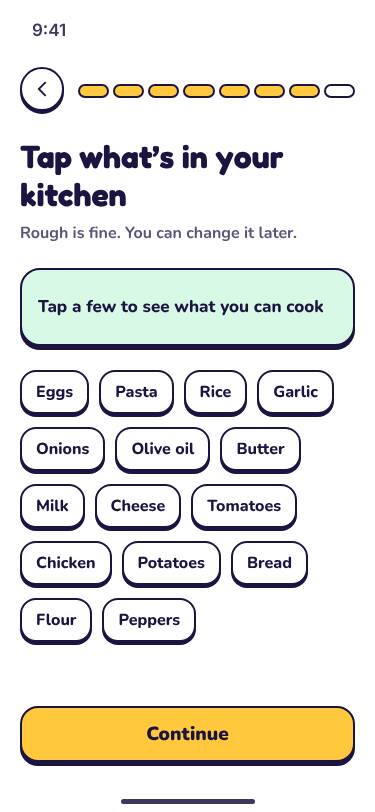 9:41
Tap what's in your
kitchen
Rough is fine. You can change it later.
Tap a few to see what you can cook
Eggs Pasta Rice Garlic
Onions Olive oil Butter
Milk Cheese Tomatoes
Chicken Potatoes Bread
Flour Peppers
Continue